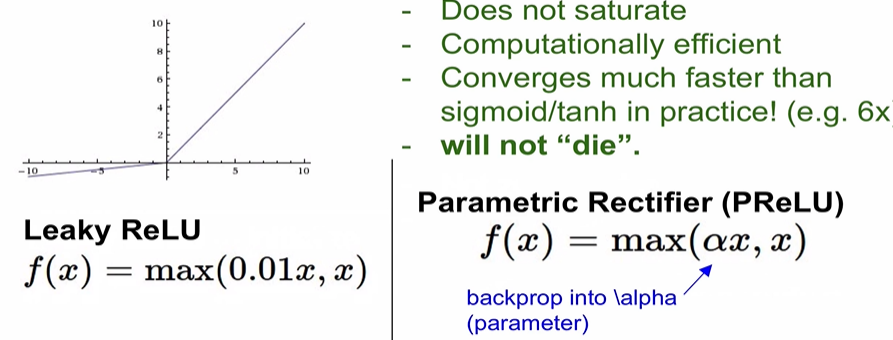 - Does not saturate
- Computationally efficient
- Converges much faster than
sigmoid/tanh in practice! (e.g. 6x)
- will not “die”.
10
8
6
4
2
-10
-5
5
10
Leaky ReLU
f(x) = max(0.01x, x)
Parametric Rectifier (PReLU)
f(x) = max(αx, x)
backprop into \alpha
(parameter)